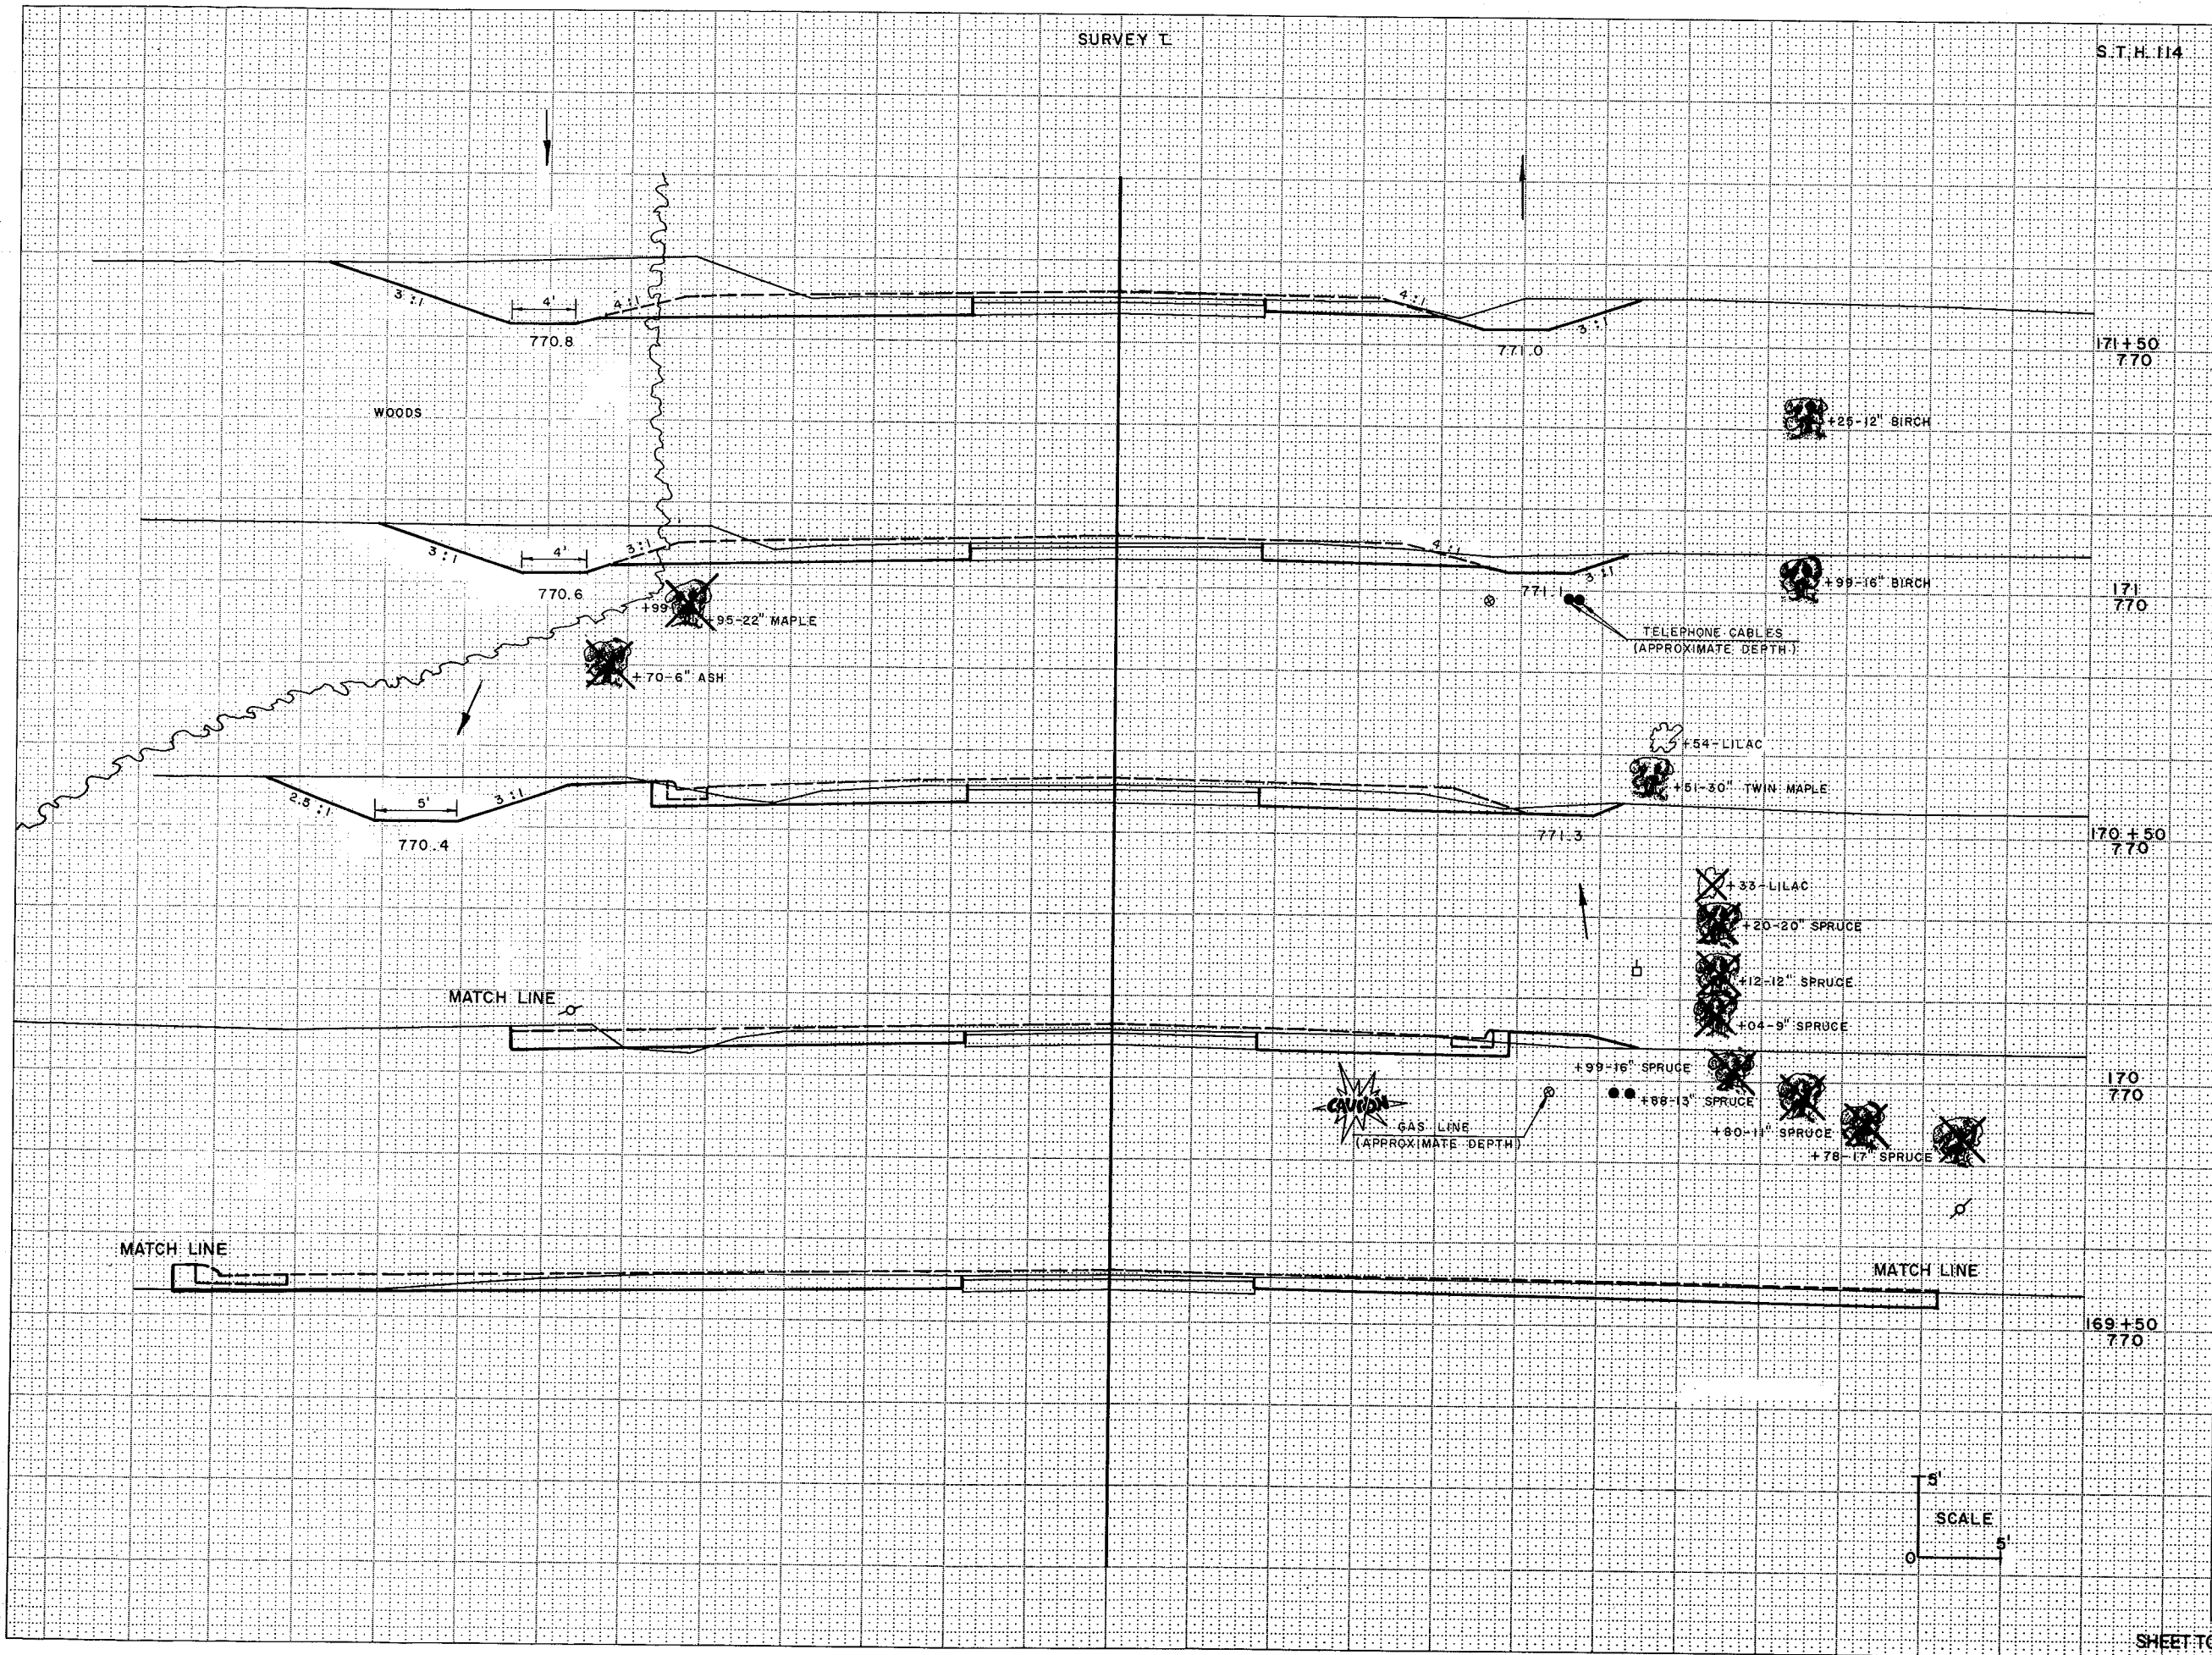 SURVEY
S.T.H. 114
3:1
4'
4:1
4:1
3:1
770.8
771.0
171+50
770
WOODS
+25-12" BIRCH
3:1
4'
3:1
4:1
3:1
770.6
771.1
+99-16" BIRCH
171
770
+99
+95-22" MAPLE
TELEPHONE CABLES
(APPROXIMATE DEPTH)
+70-6" ASH
+54-LILAC
+51-30" TWIN MAPLE
2.5:1
5'
3:1
770.4
771.3
170+50
770
+33-LILAC
+20-20" SPRUCE
+12-12" SPRUCE
MATCH LINE
+04-9" SPRUCE
+99-16" SPRUCE
170
770
CAUTION
+88-13" SPRUCE
GAS LINE
(APPROXIMATE DEPTH)
+80-11" SPRUCE
+78-17" SPRUCE
MATCH LINE
MATCH LINE
169+50
770
5'
SCALE
0
5'
SHEET